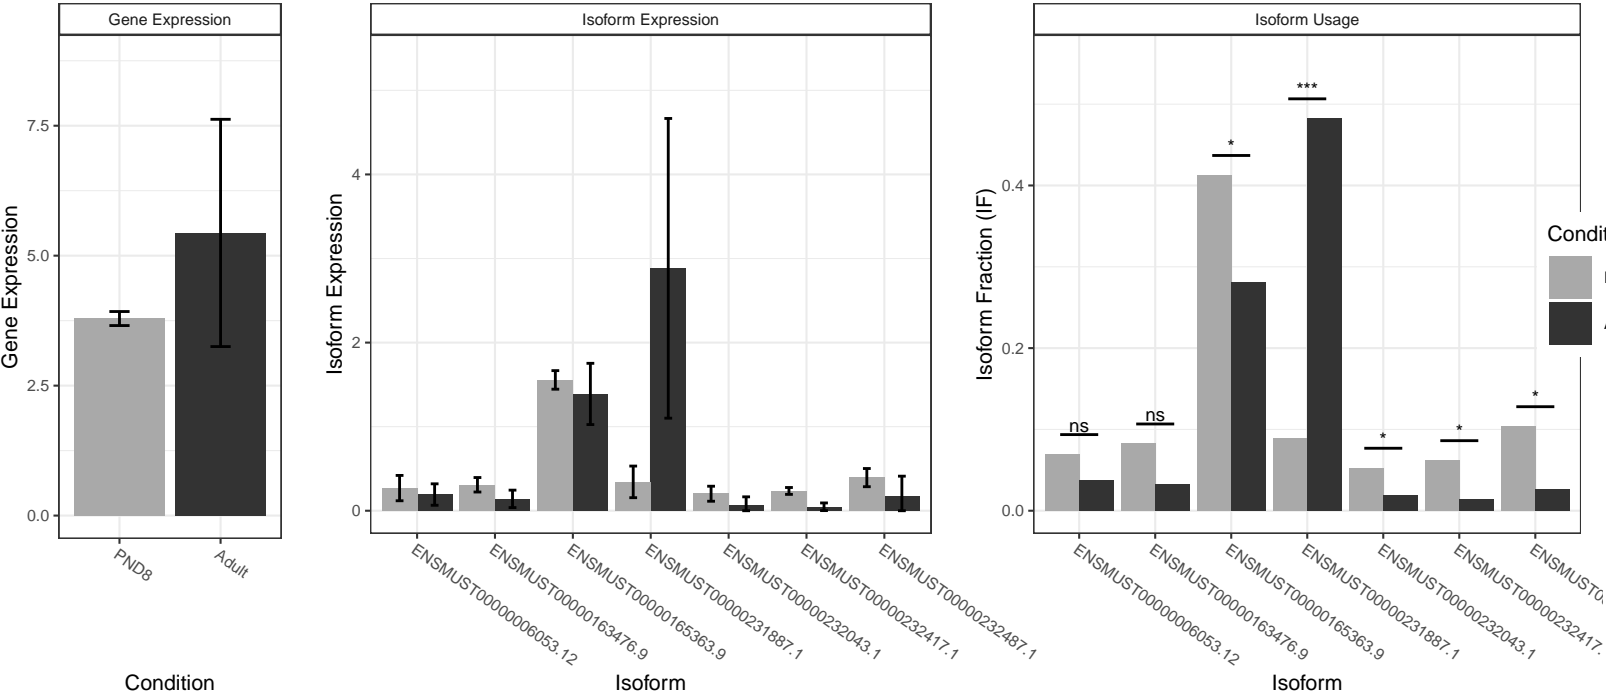 Gene Expression
Isoform Expression
Isoform Usage
Gene Expression
7.5
5.0
2.5
0.0
PND8
Adult
Condition
Isoform Expression
4
2
0
ENSMUST00000006053.12
ENSMUST00000163476.9
ENSMUST00000165363.9
ENSMUST00000231887.1
ENSMUST00000232043.1
ENSMUST00000232417.1
ENSMUST00000232487.1
Isoform
Isoform Fraction (IF)
0.4
0.2
0.0
ns
ns
*
***
*
*
*
ENSMUST00000006053.12
ENSMUST00000163476.9
ENSMUST00000165363.9
ENSMUST00000231887.1
ENSMUST00000232043.1
ENSMUST00000232417.
Isoform
Condit